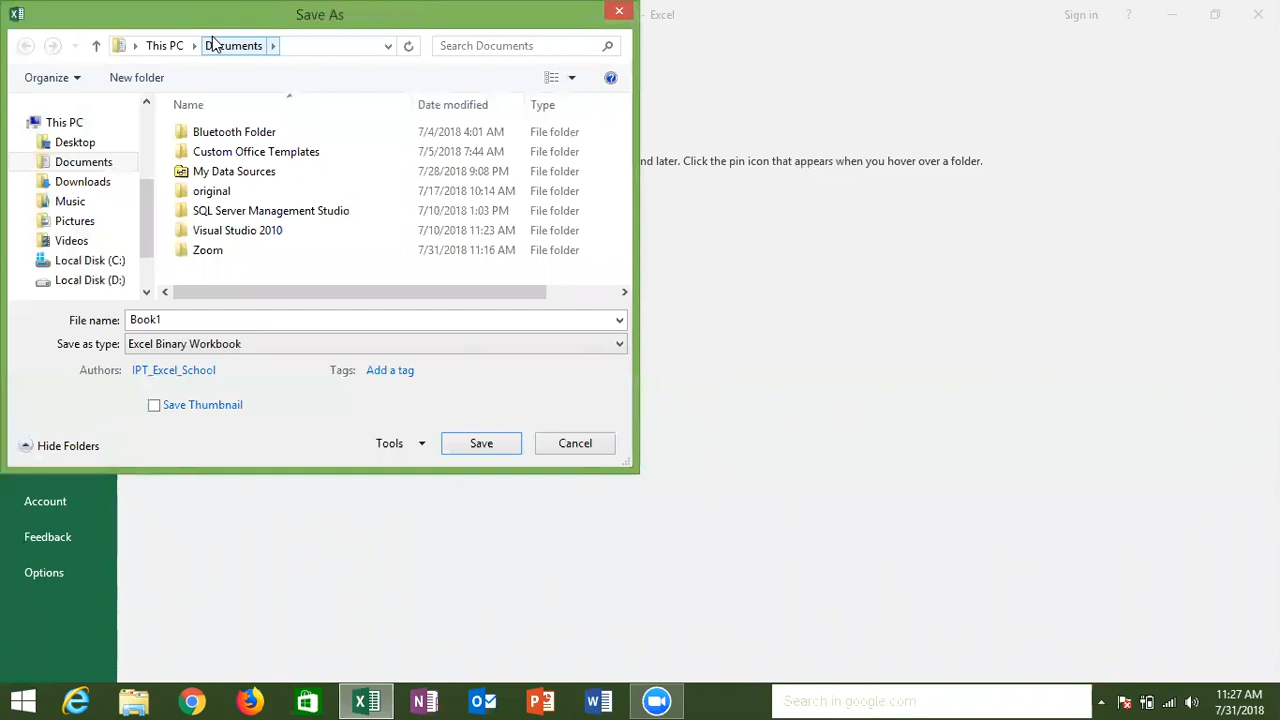 Save As
- Excel
Sign in
?
This PC
Documents
Search Documents
Organize
New folder
Name
Date modified
Type
This PC
Desktop
Documents
Downloads
Music
Pictures
Videos
Local Disk (C:)
Local Disk (D:)
Bluetooth Folder 7/4/2018 4:01 AM File folder
Custom Office Templates 7/5/2018 7:44 AM File folder
My Data Sources 7/28/2018 9:08 PM File folder
original 7/17/2018 10:14 AM File folder
SQL Server Management Studio 7/10/2018 1:03 PM File folder
Visual Studio 2010 7/10/2018 11:23 AM File folder
Zoom 7/31/2018 11:16 AM File folder
nd later. Click the pin icon that appears when you hover over a folder.
File name: Book1
Save as type: Excel Binary Workbook
Authors: IPT_Excel_School
Tags: Add a tag
Save Thumbnail
Hide Folders
Tools
Save
Cancel
Account
Feedback
Options
Search in google.com
11:27 AM
7/31/2018